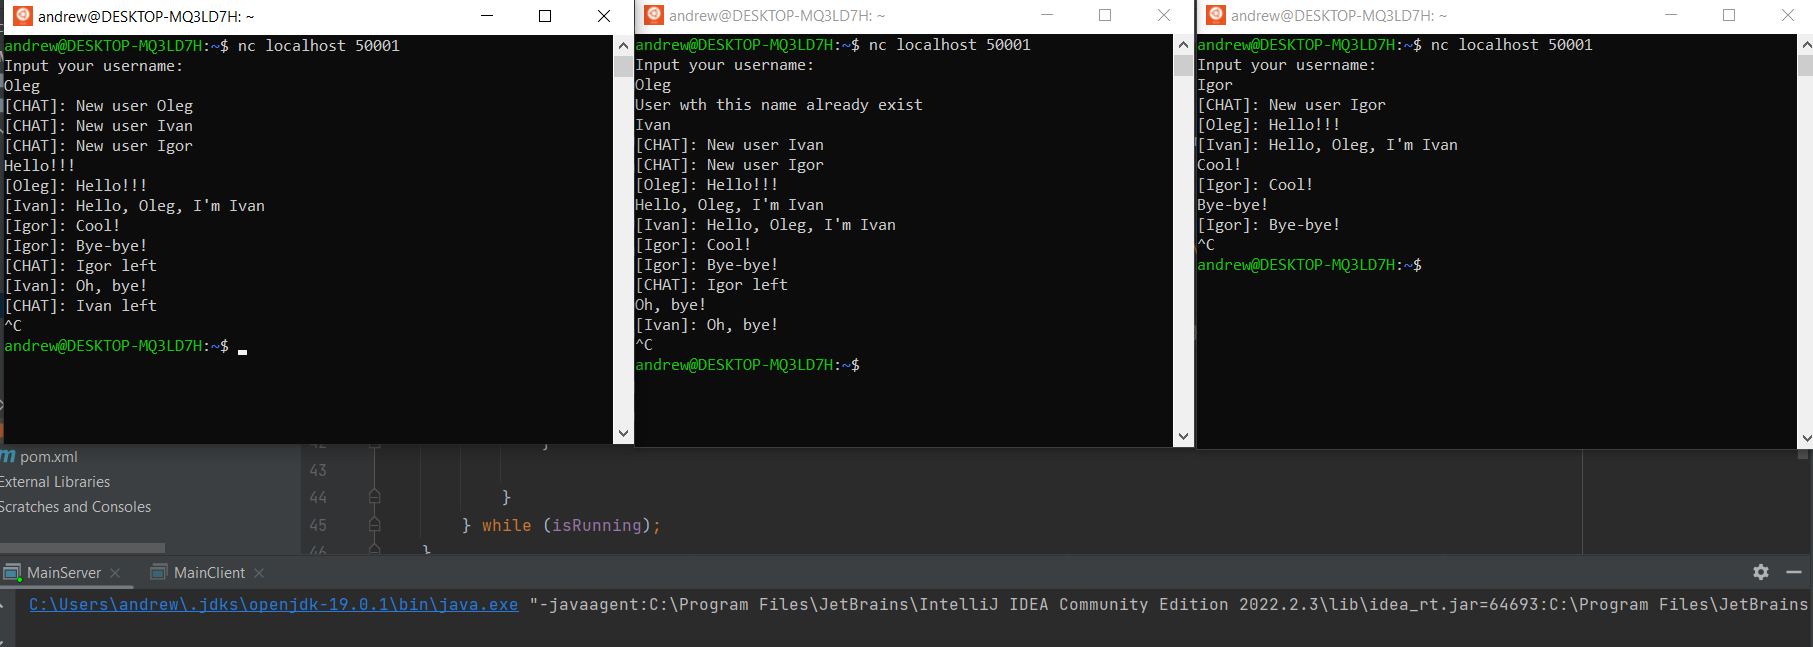 andrew@DESKTOP-MQ3LD7H: ~
andrew@DESKTOP-MQ3LD7H:~$ nc localhost 50001
Input your username:
Oleg
[CHAT]: New user Oleg
[CHAT]: New user Ivan
[CHAT]: New user Igor
Hello!!!
[Oleg]: Hello!!!
[Ivan]: Hello, Oleg, I'm Ivan
[Igor]: Cool!
[Igor]: Bye-bye!
[CHAT]: Igor left
[Ivan]: Oh, bye!
[CHAT]: Ivan left
^C
andrew@DESKTOP-MQ3LD7H:~$
andrew@DESKTOP-MQ3LD7H: ~
andrew@DESKTOP-MQ3LD7H:~$ nc localhost 50001
Input your username:
Oleg
User wth this name already exist
Ivan
[CHAT]: New user Ivan
[CHAT]: New user Igor
[Oleg]: Hello!!!
Hello, Oleg, I'm Ivan
[Ivan]: Hello, Oleg, I'm Ivan
[Igor]: Cool!
[Igor]: Bye-bye!
[CHAT]: Igor left
Oh, bye!
[Ivan]: Oh, bye!
^C
andrew@DESKTOP-MQ3LD7H:~$
andrew@DESKTOP-MQ3LD7H: ~
andrew@DESKTOP-MQ3LD7H:~$ nc localhost 50001
Input your username:
Igor
[CHAT]: New user Igor
[Oleg]: Hello!!!
[Ivan]: Hello, Oleg, I'm Ivan
Cool!
[Igor]: Cool!
Bye-bye!
[Igor]: Bye-bye!
^C
andrew@DESKTOP-MQ3LD7H:~$
m pom.xml
External Libraries
Scratches and Consoles
42 }
43
44 }
45 } while (isRunning);
46 }
MainServer
MainClient
C:\Users\andrew\.jdks\openjdk-19.0.1\bin\java.exe "-javaagent:C:\Program Files\JetBrains\IntelliJ IDEA Community Edition 2022.2.3\lib\idea_rt.jar=64693:C:\Program Files\JetBrains